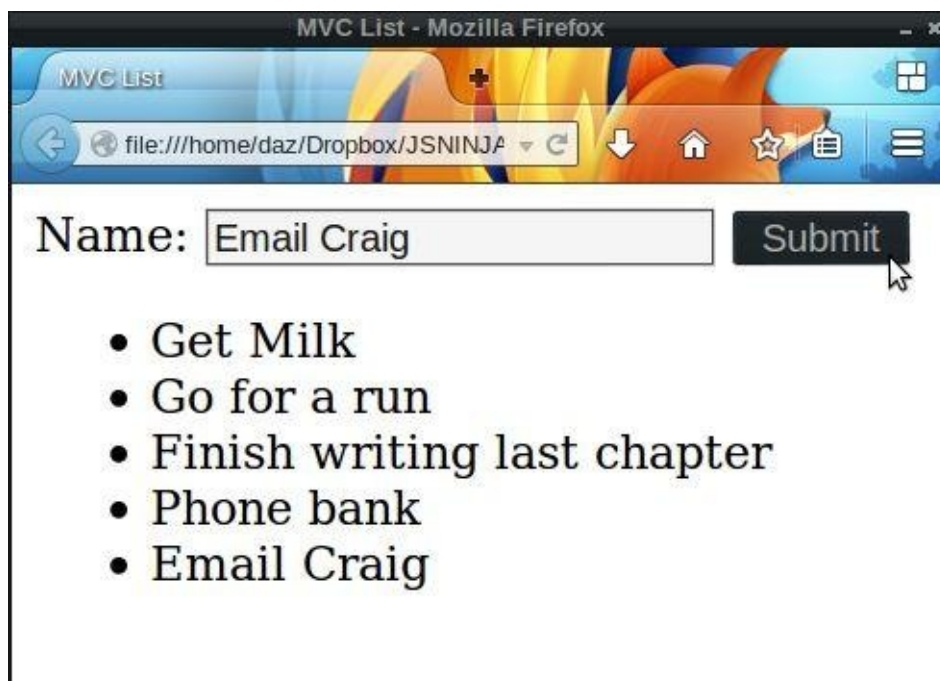 MVC List - Mozilla Firefox
MVC List
file:///home/daz/Dropbox/JSNINJA
Name: Email Craig Submit
Get Milk
Go for a run
Finish writing last chapter
Phone bank
Email Craig